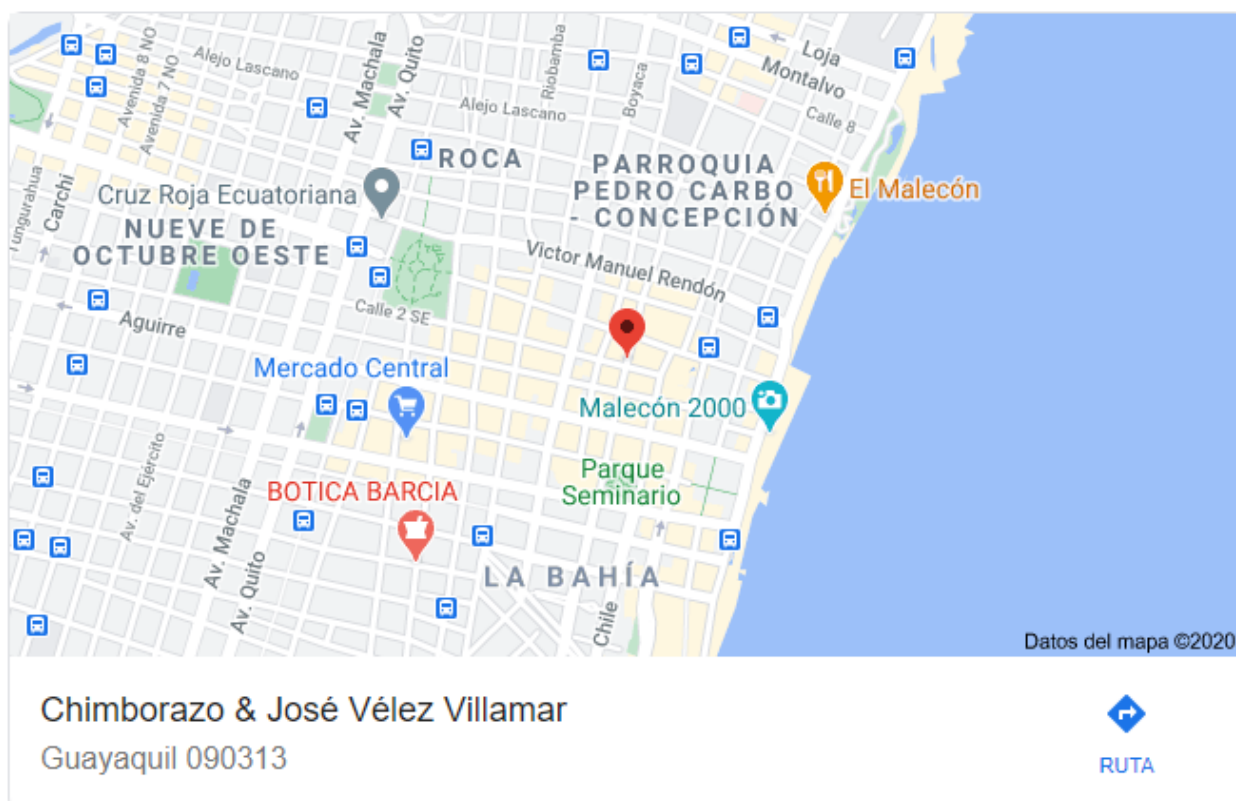 Loja
Montalvo
Alejo Lascano
Avenida 8 NO
Avenida 7 NO
Av. Machala
Av. Quito
Riobamba
Boyaca
Alejo Lascano
Calle 8
ROCA
PARROQUIA
PEDRO CARBO
- CONCEPCIÓN
El Malecón
Cruz Roja Ecuatoriana
Tungurahua
Carchi
NUEVE DE
OCTUBRE OESTE
Victor Manuel Rendón
Calle 2 SE
Aguirre
Mercado Central
Malecón 2000
Parque
Seminario
Av. del Ejército
BOTICA BARCIA
Av. Machala
Av. Quito
LA BAHÍA
Chile
Datos del mapa ©2020
Chimborazo & José Vélez Villamar
Guayaquil 090313
RUTA